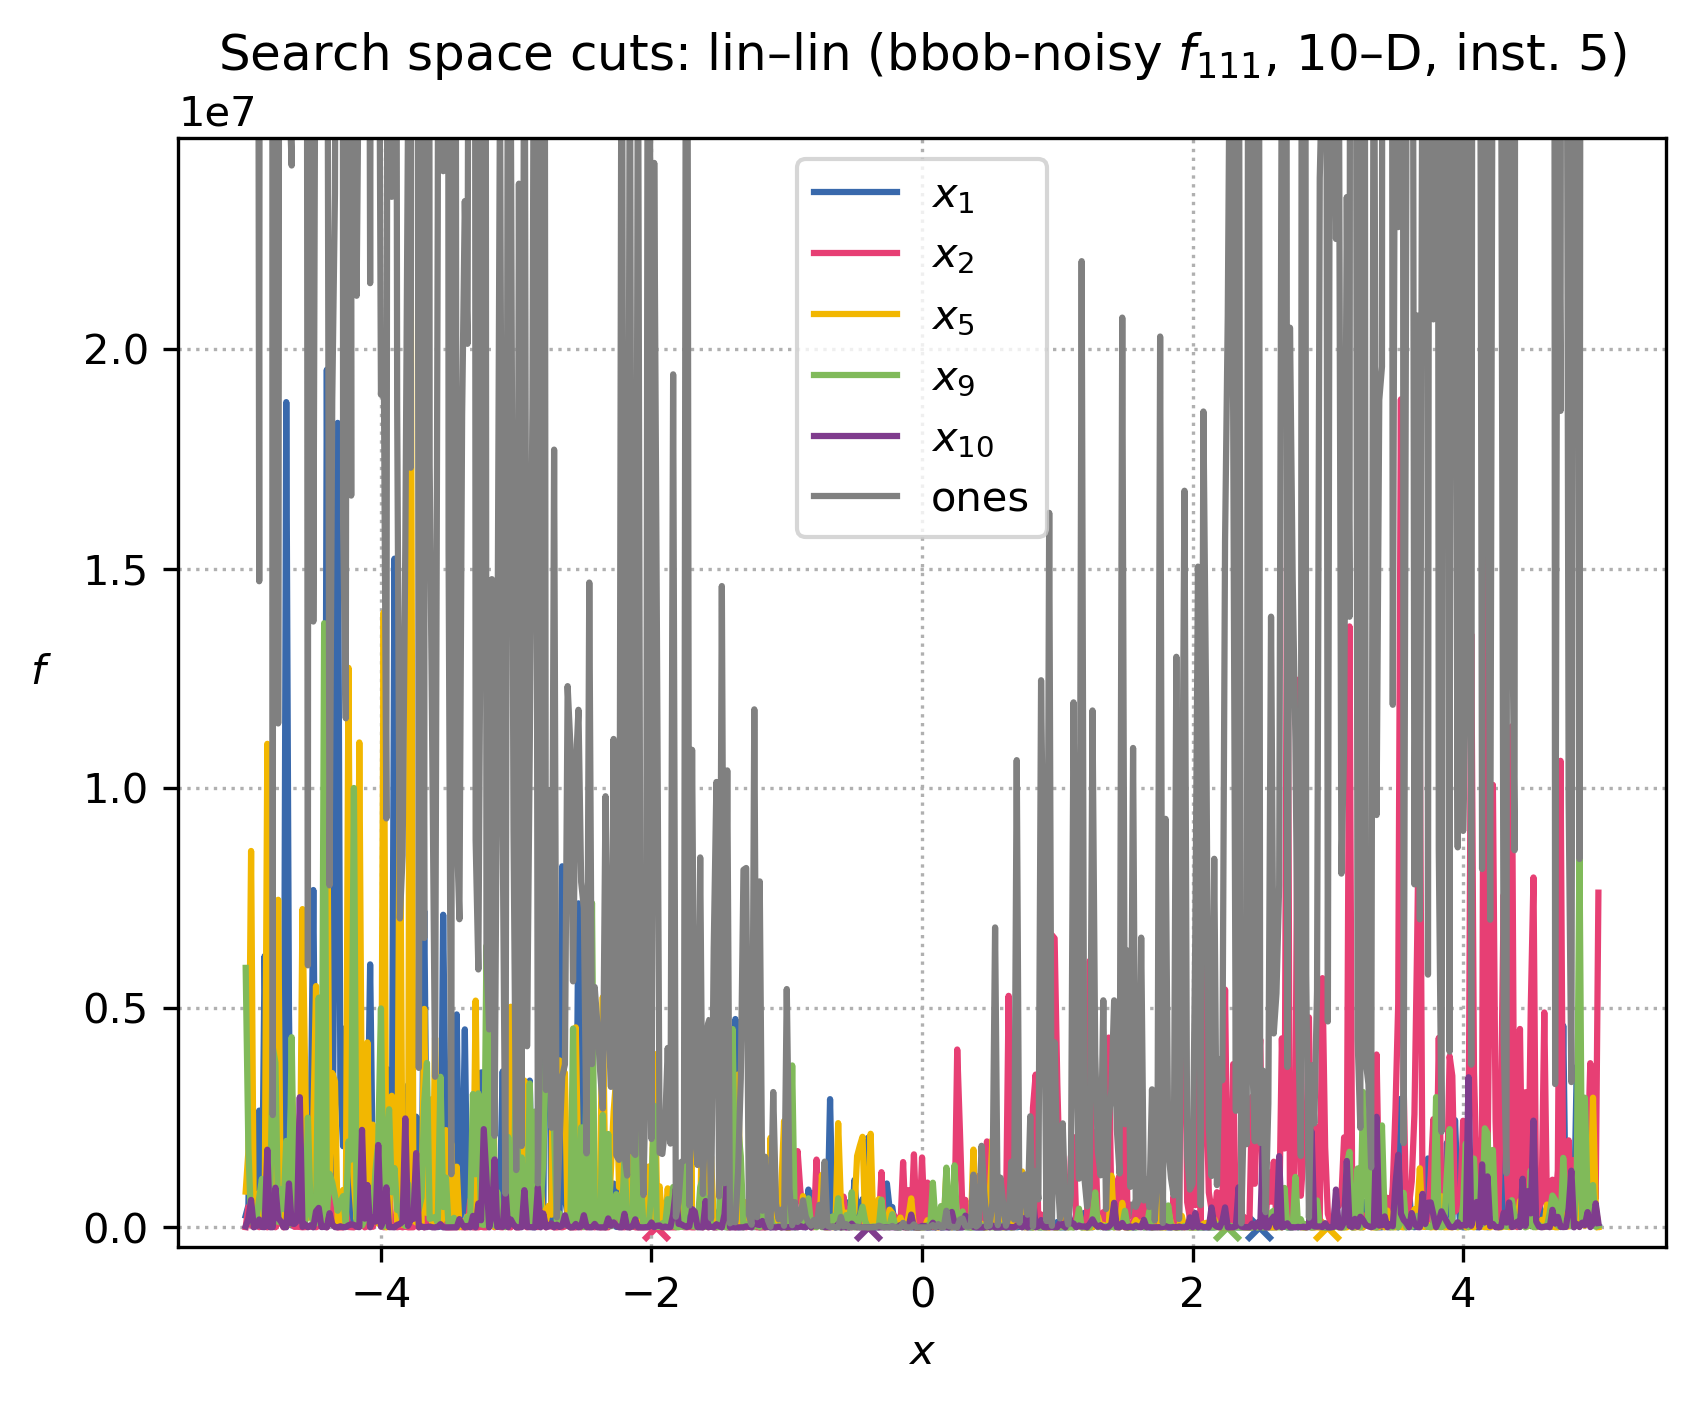 Search space cuts: lin–lin (bbob-noisy f₁₁₁, 10–D, inst. 5)
1e7
x₁
x₂
x₅
x₉
x₁₀
ones
2.0
1.5
1.0
0.5
0.0
f
−4
−2
0
2
4
x